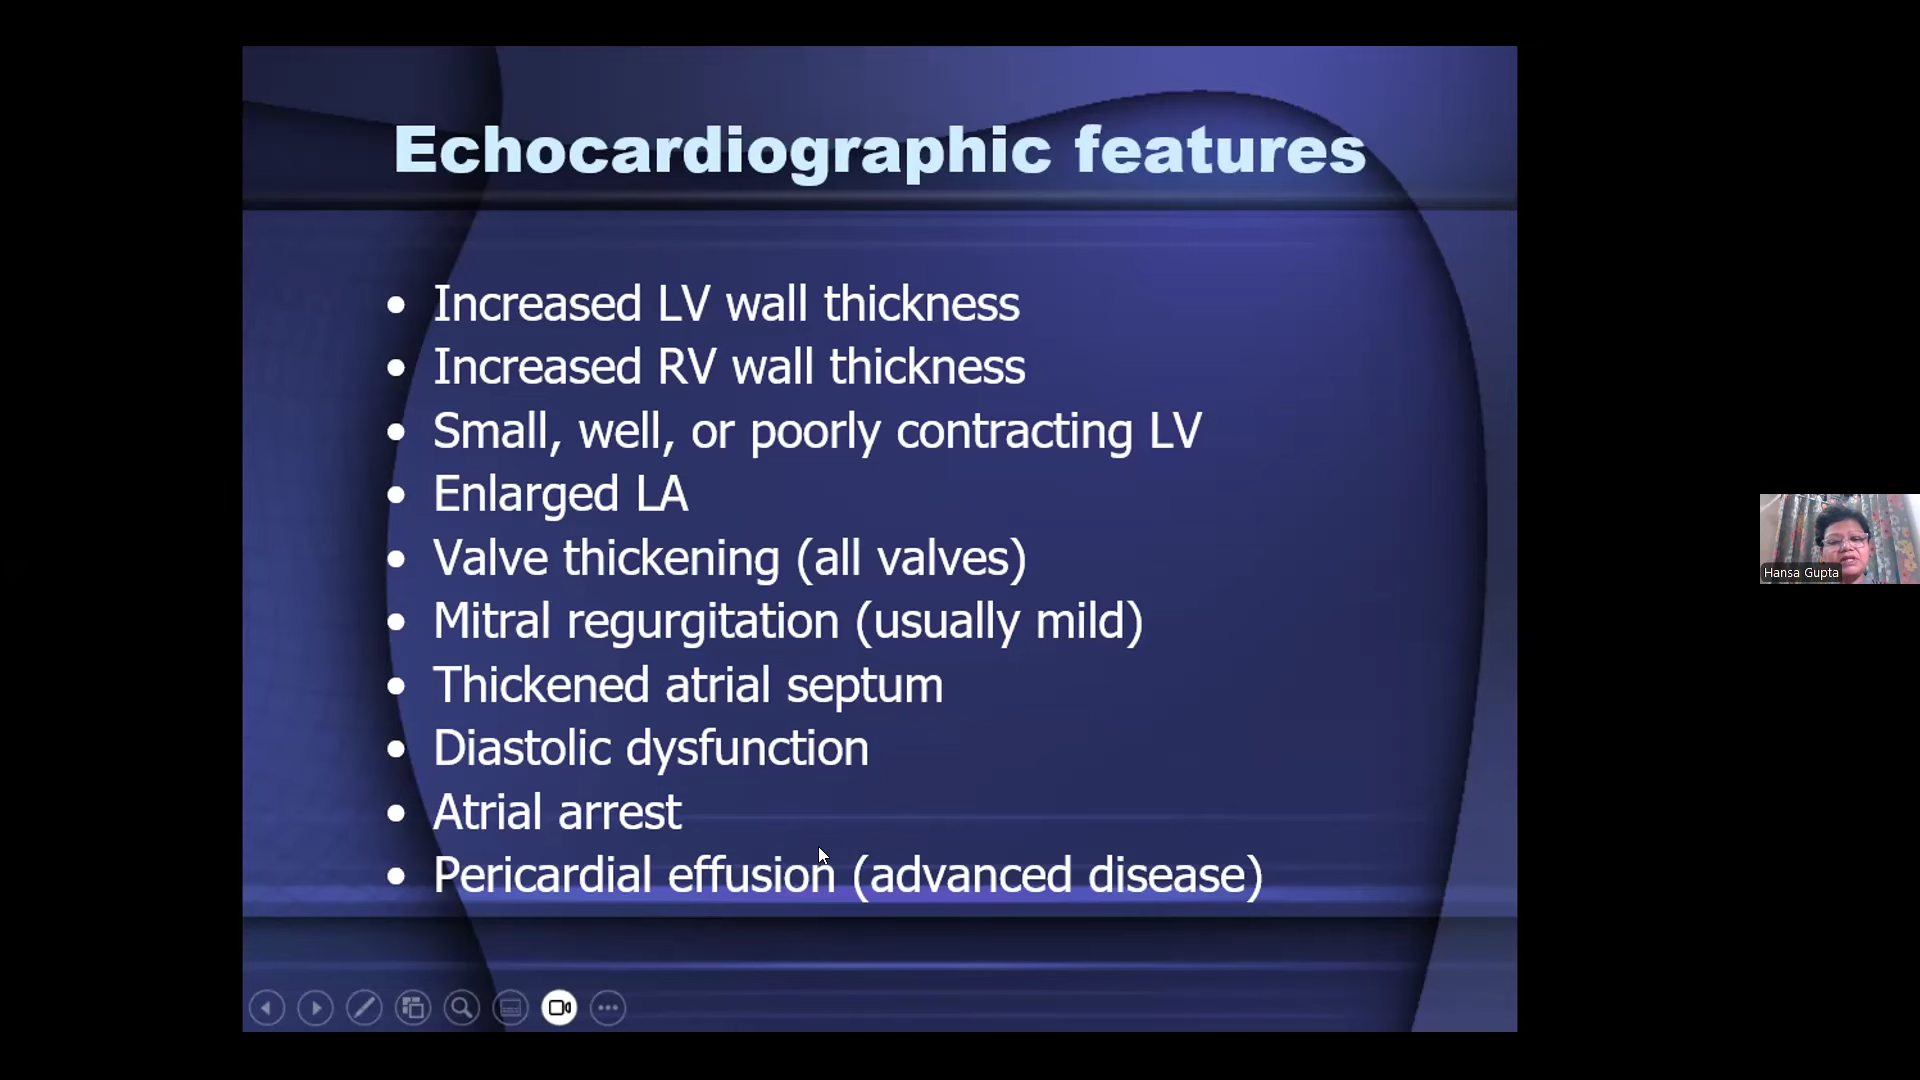 Echocardiographic features
• Increased LV wall thickness
• Increased RV wall thickness
• Small, well, or poorly contracting LV
• Enlarged LA
• Valve thickening (all valves)
• Mitral regurgitation (usually mild)
• Thickened atrial septum
• Diastolic dysfunction
• Atrial arrest
• Pericardial effusion (advanced disease)
Hansa Gupta